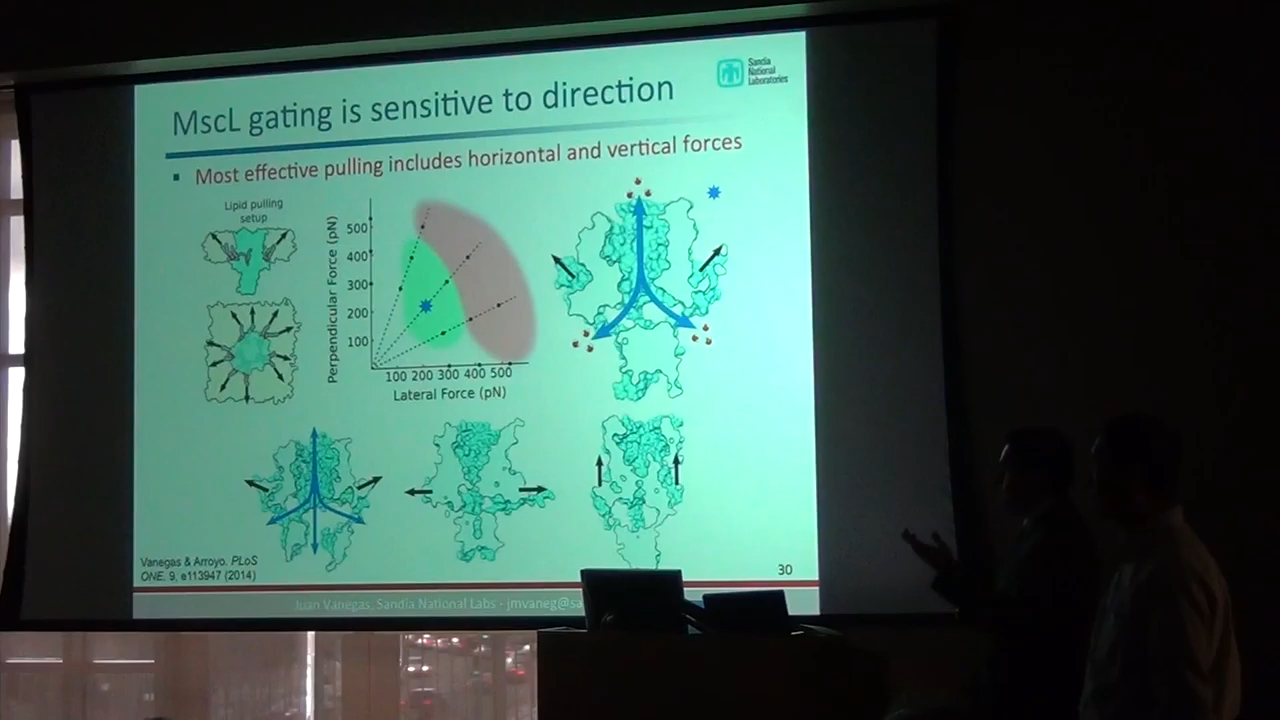 Sandia
National
Laboratories
MscL gating is sensitive to direction
▪ Most effective pulling includes horizontal and vertical forces
Lipid pulling
setup
Perpendicular Force (pN)
500
400
300
200
100
100 200 300 400 500
Lateral Force (pN)
Vanegas & Arroyo, PLoS
ONE. 9, e113947 (2014)
30
Juan Vanegas, Sandia National Labs - jmvaneg@sa